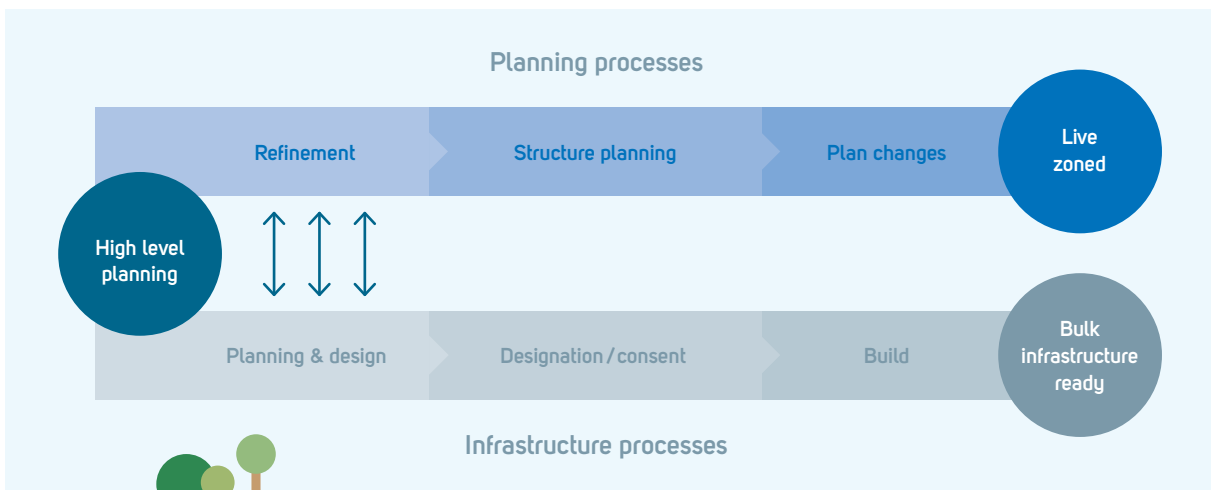 Planning processes
Refinement
Structure planning
Plan changes
Live
zoned
High level
planning
Planning & design
Designation / consent
Build
Bulk
infrastructure
ready
Infrastructure processes